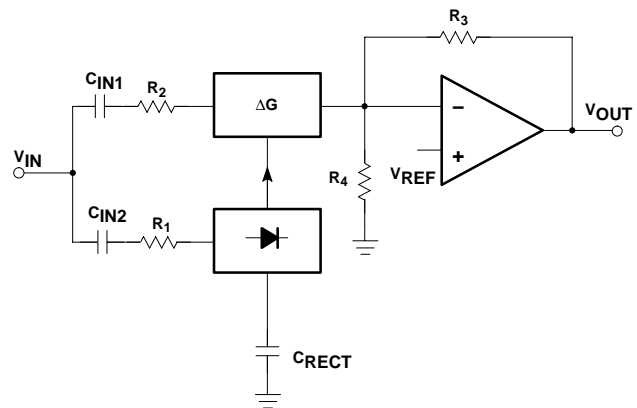 R3
CIN1
R2
ΔG
−
VOUT
VIN
+
VREF
R4
CIN2
R1
CRECT